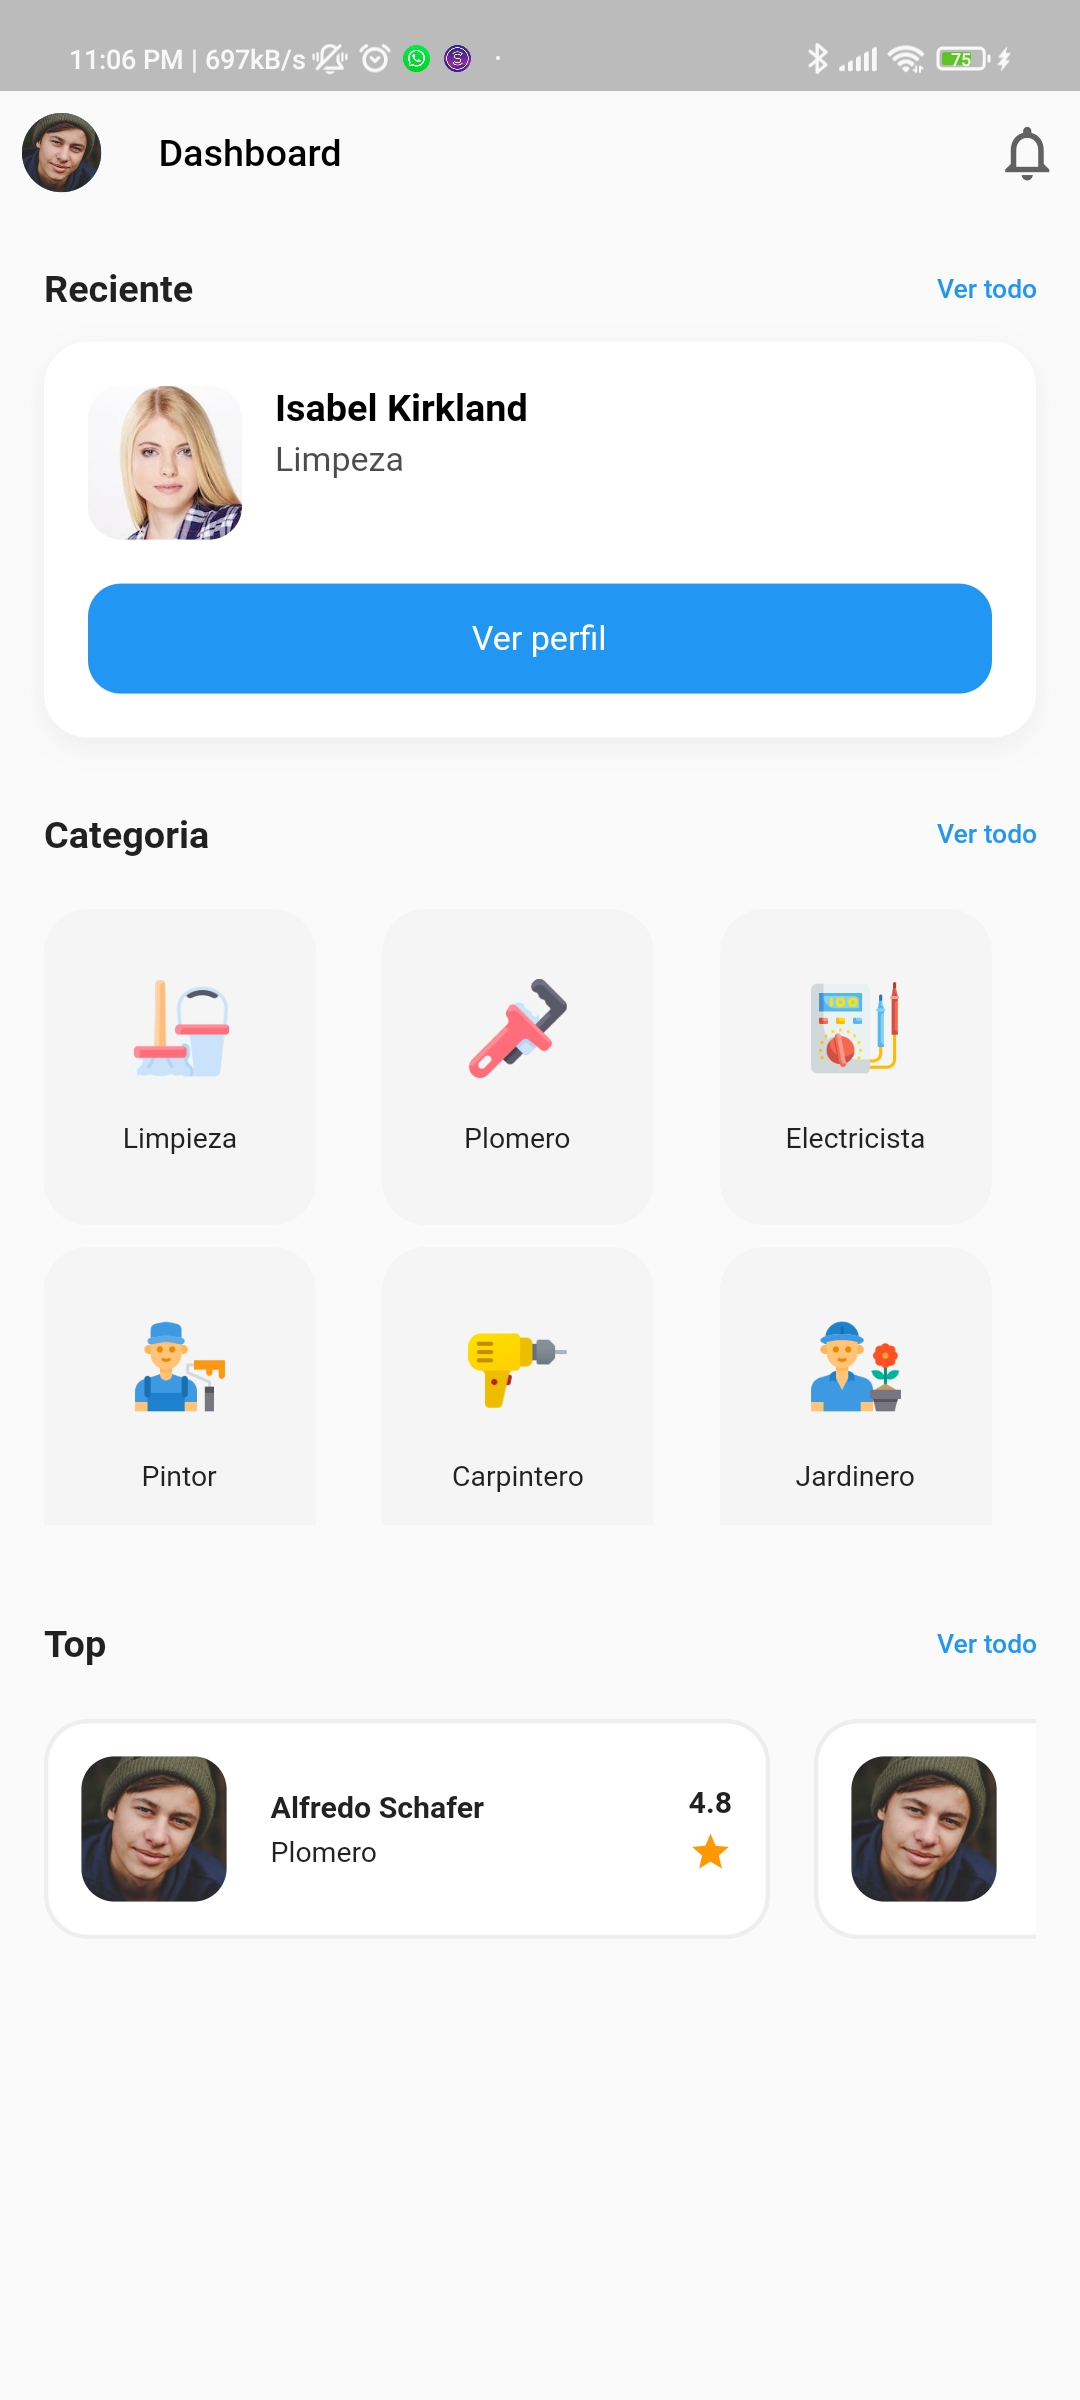 11:06 PM | 697kB/s
75
Dashboard
Reciente
Ver todo
Isabel Kirkland
Limpeza
Ver perfil
Categoria
Ver todo
100
Limpieza
Plomero
Electricista
Pintor
Carpintero
Jardinero
Top
Ver todo
Alfredo Schafer
4.8
Plomero